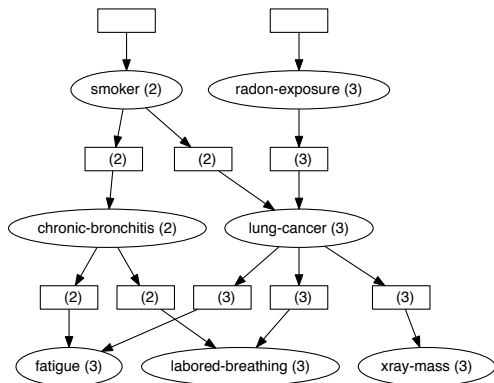 smoker (2)
radon-exposure (3)
(2)
(2)
(3)
chronic-bronchitis (2)
lung-cancer (3)
(2)
(2)
(3)
(3)
(3)
fatigue (3)
labored-breathing (3)
xray-mass (3)